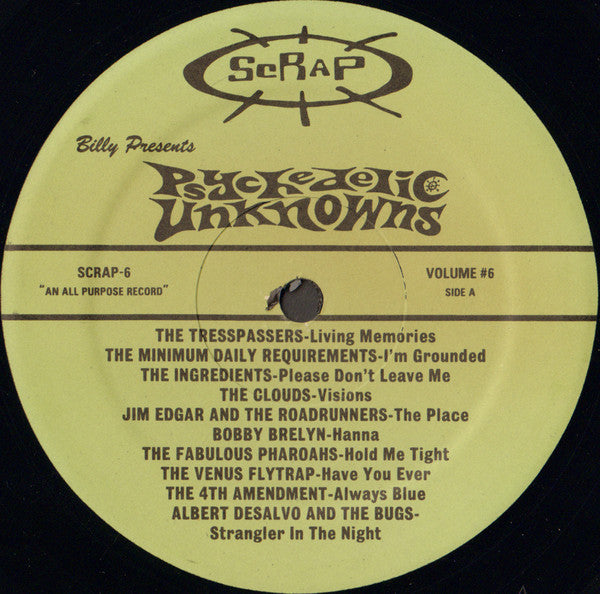 ScRAP
Billy Presents
Psychedelic
Unknowns
SCRAP-6
"AN ALL PURPOSE RECORD"
VOLUME #6
SIDE A
THE TRESSPASSERS-Living Memories
THE MINIMUM DAILY REQUIREMENTS-I'm Grounded
THE INGREDIENTS-Please Don't Leave Me
THE CLOUDS-Visions
JIM EDGAR AND THE ROADRUNNERS-The Place
BOBBY BRELYN-Hanna
THE FABULOUS PHAROAHS-Hold Me Tight
THE VENUS FLYTRAP-Have You Ever
THE 4TH AMENDMENT-Always Blue
ALBERT DESALVO AND THE BUGS-
Strangler In The Night